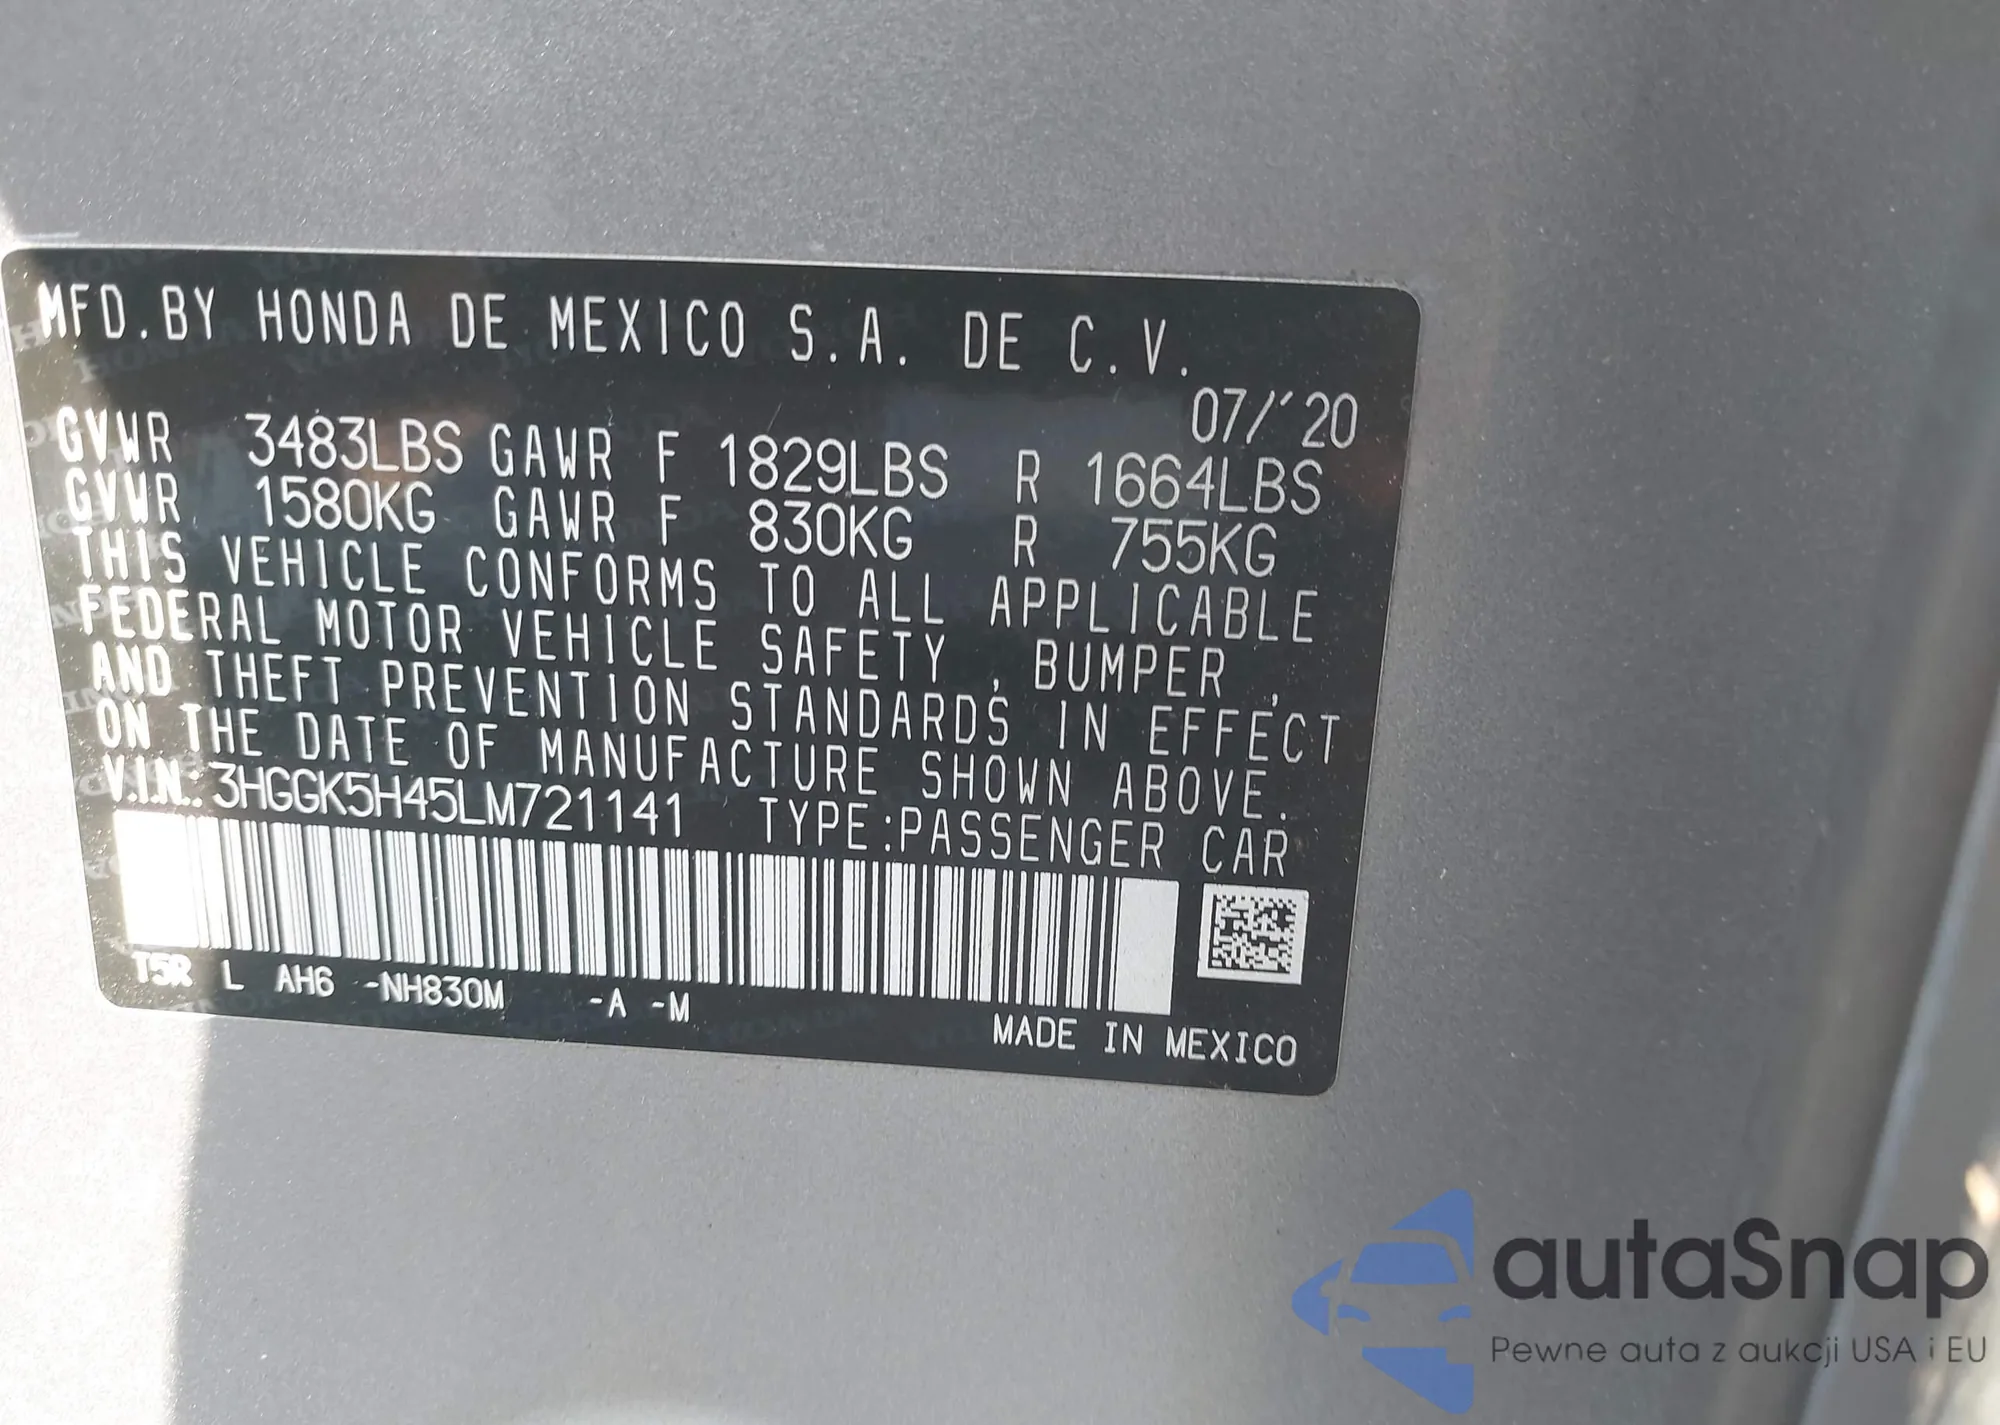 MFD.BY HONDA DE MEXICO S.A. DE C.V.
07/'20
GVWR 3483LBS GAWR F 1829LBS R 1664LBS
GVWR 1580KG GAWR F 830KG R 755KG
THIS VEHICLE CONFORMS TO ALL APPLICABLE
FEDERAL MOTOR VEHICLE SAFETY, BUMPER,
AND THEFT PREVENTION STANDARDS IN EFFECT
ON THE DATE OF MANUFACTURE SHOWN ABOVE.
V.I.N.: 3HGGK5H45LM721141 TYPE:PASSENGER CAR
T5R L AH6 -NH830M -A -M
MADE IN MEXICO
autaSnap
Pewne auta z aukcji USA i EU